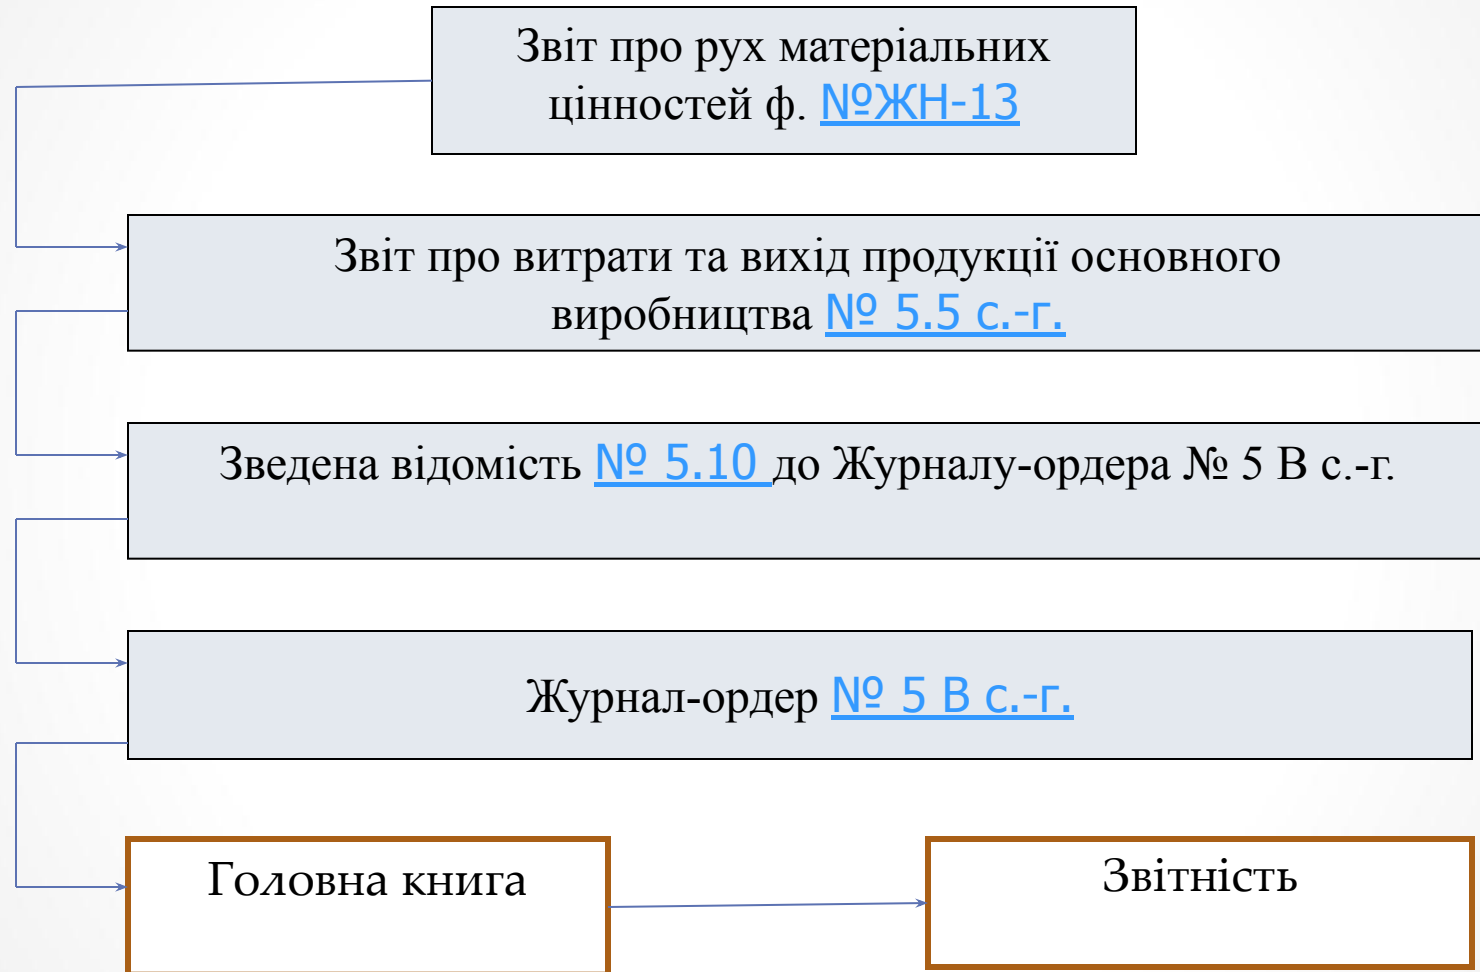 Звіт про рух матеріальних
цінностей ф. №ЖН-13
Звіт про витрати та вихід продукції основного
виробництва № 5.5 с.-г.
Зведена відомість № 5.10 до Журналу-ордера № 5 В с.-г.
Журнал-ордер № 5 В с.-г.
Головна книга
Звітність